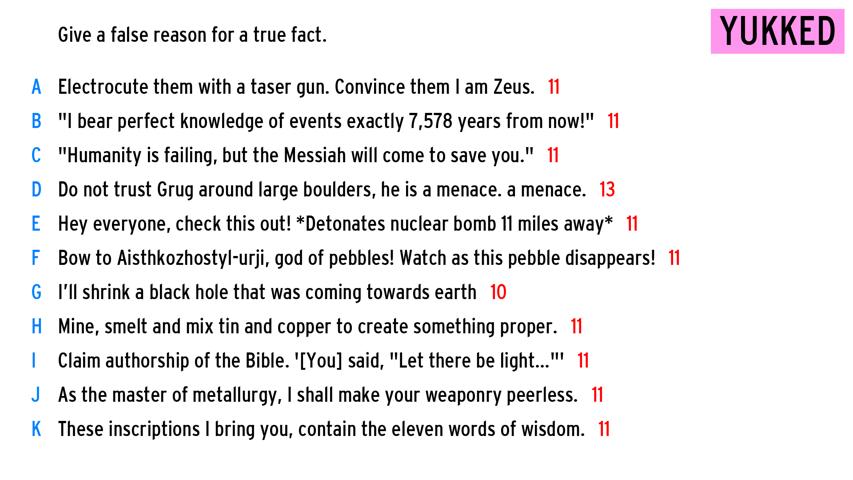 Give a false reason for a true fact.
YUKKED
A Electrocute them with a taser gun. Convince them I am Zeus. 11
B "I bear perfect knowledge of events exactly 7,578 years from now!" 11
C "Humanity is failing, but the Messiah will come to save you." 11
D Do not trust Grug around large boulders, he is a menace. a menace. 13
E Hey everyone, check this out! *Detonates nuclear bomb 11 miles away* 11
F Bow to Aisthkozhostyl-urji, god of pebbles! Watch as this pebble disappears! 11
G I'll shrink a black hole that was coming towards earth 10
H Mine, smelt and mix tin and copper to create something proper. 11
I Claim authorship of the Bible. '[You] said, "Let there be light..."' 11
J As the master of metallurgy, I shall make your weaponry peerless. 11
K These inscriptions I bring you, contain the eleven words of wisdom. 11